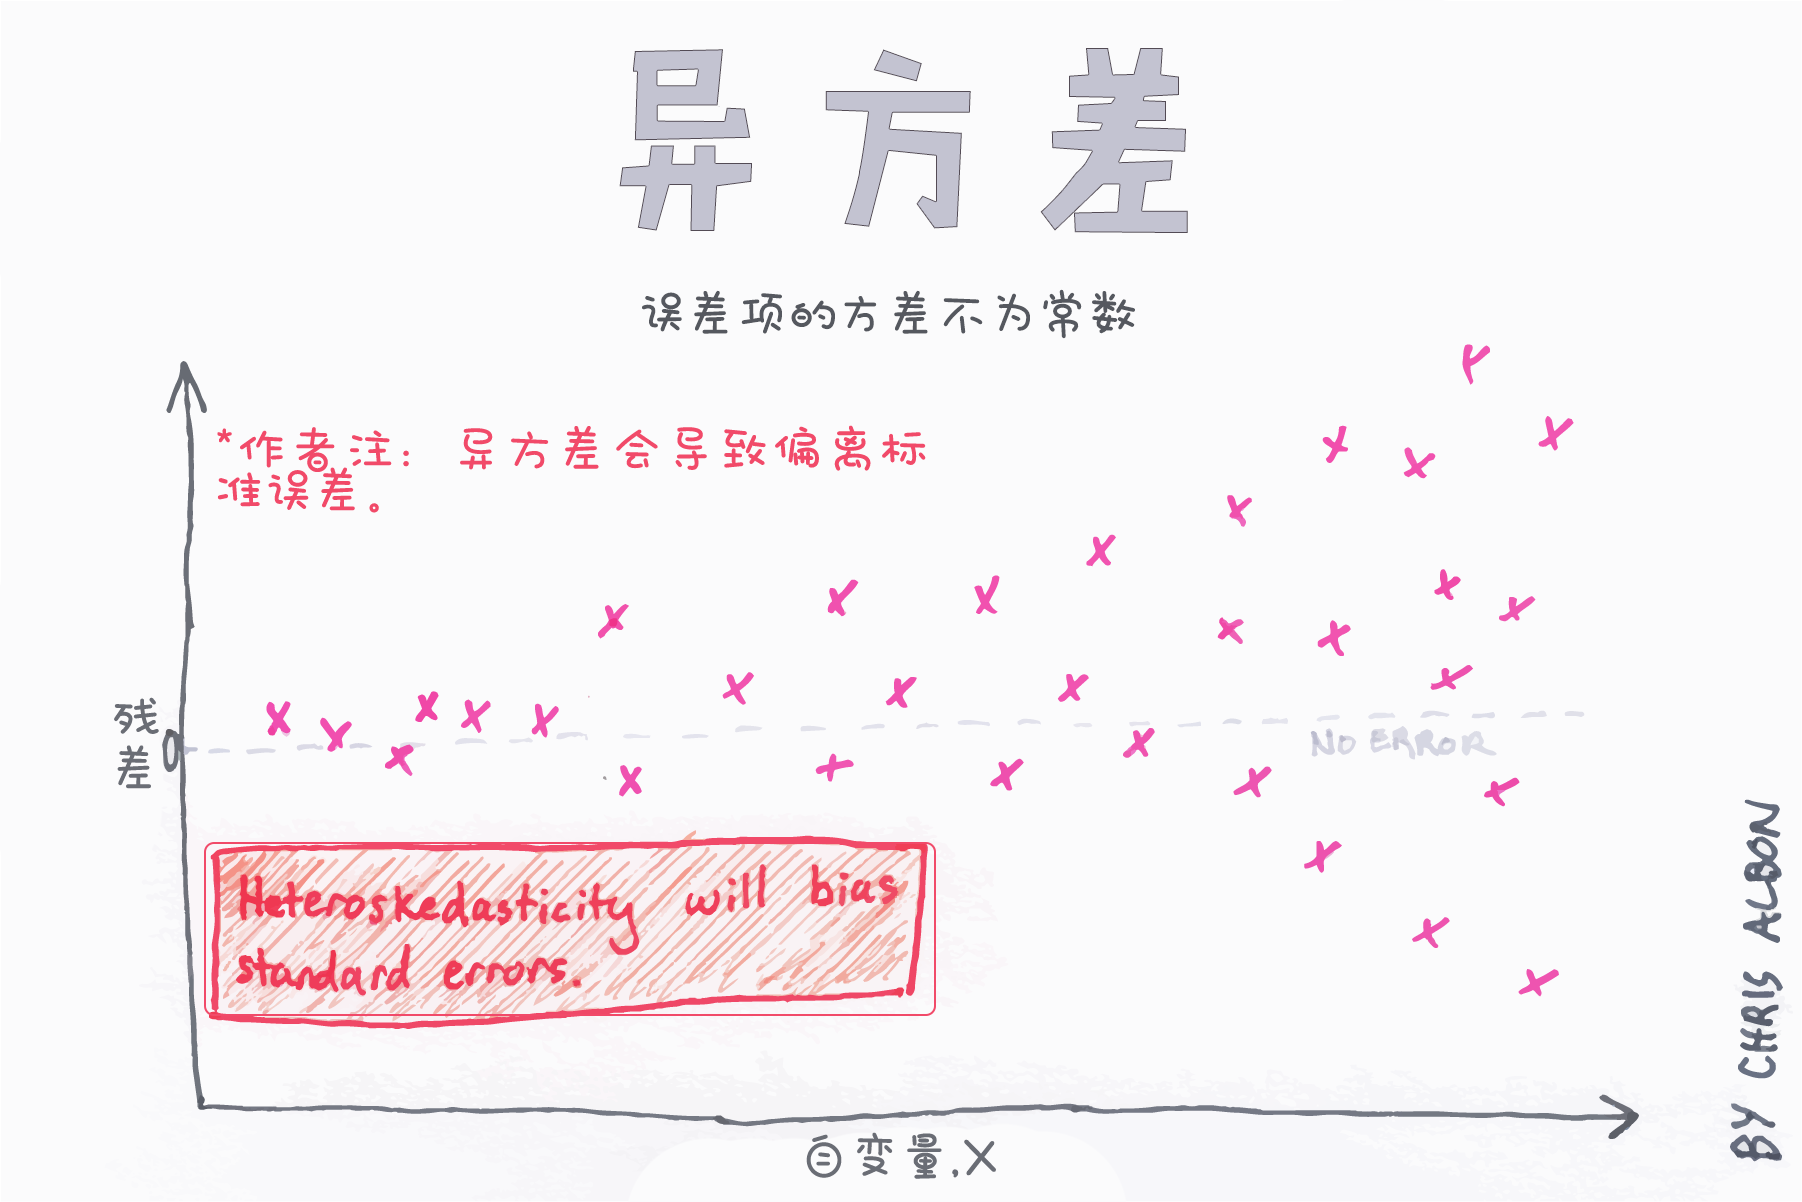 异方差
误差项的方差不为常数
*作者注： 异方差会导致偏离标
准误差。
残
差
0
NO ERROR
Heteroskedasticity will bias
standard errors.
自变量,X
BY CHRIS ALBON